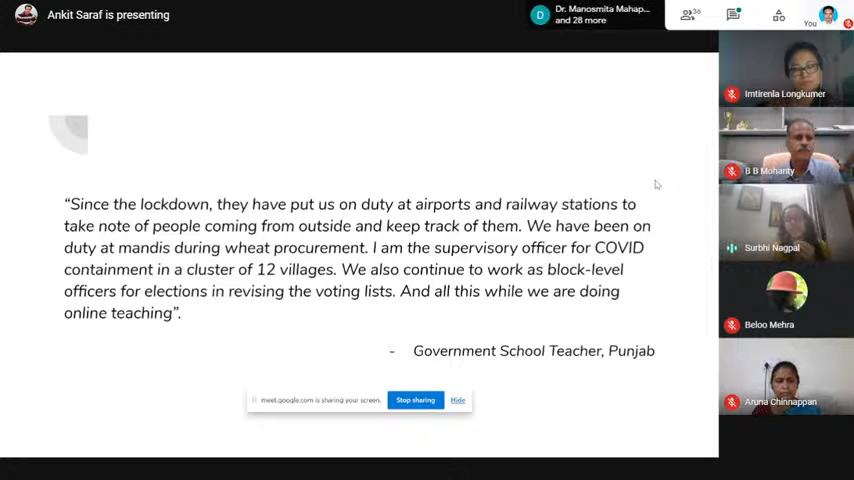 Ankit Saraf is presenting
D
Dr. Manosmita Mahap...
and 28 more
36
You
Imtirenla Longkumer
B B Mohanty
Surbhi Nagpal
Beloo Mehra
Aruna Chinnappan
“Since the lockdown, they have put us on duty at airports and railway stations to
take note of people coming from outside and keep track of them. We have been on
duty at mandis during wheat procurement. I am the supervisory officer for COVID
containment in a cluster of 12 villages. We also continue to work as block-level
officers for elections in revising the voting lists. And all this while we are doing
online teaching”.
- Government School Teacher, Punjab
meet.google.com is sharing your screen.
Stop sharing
Hide